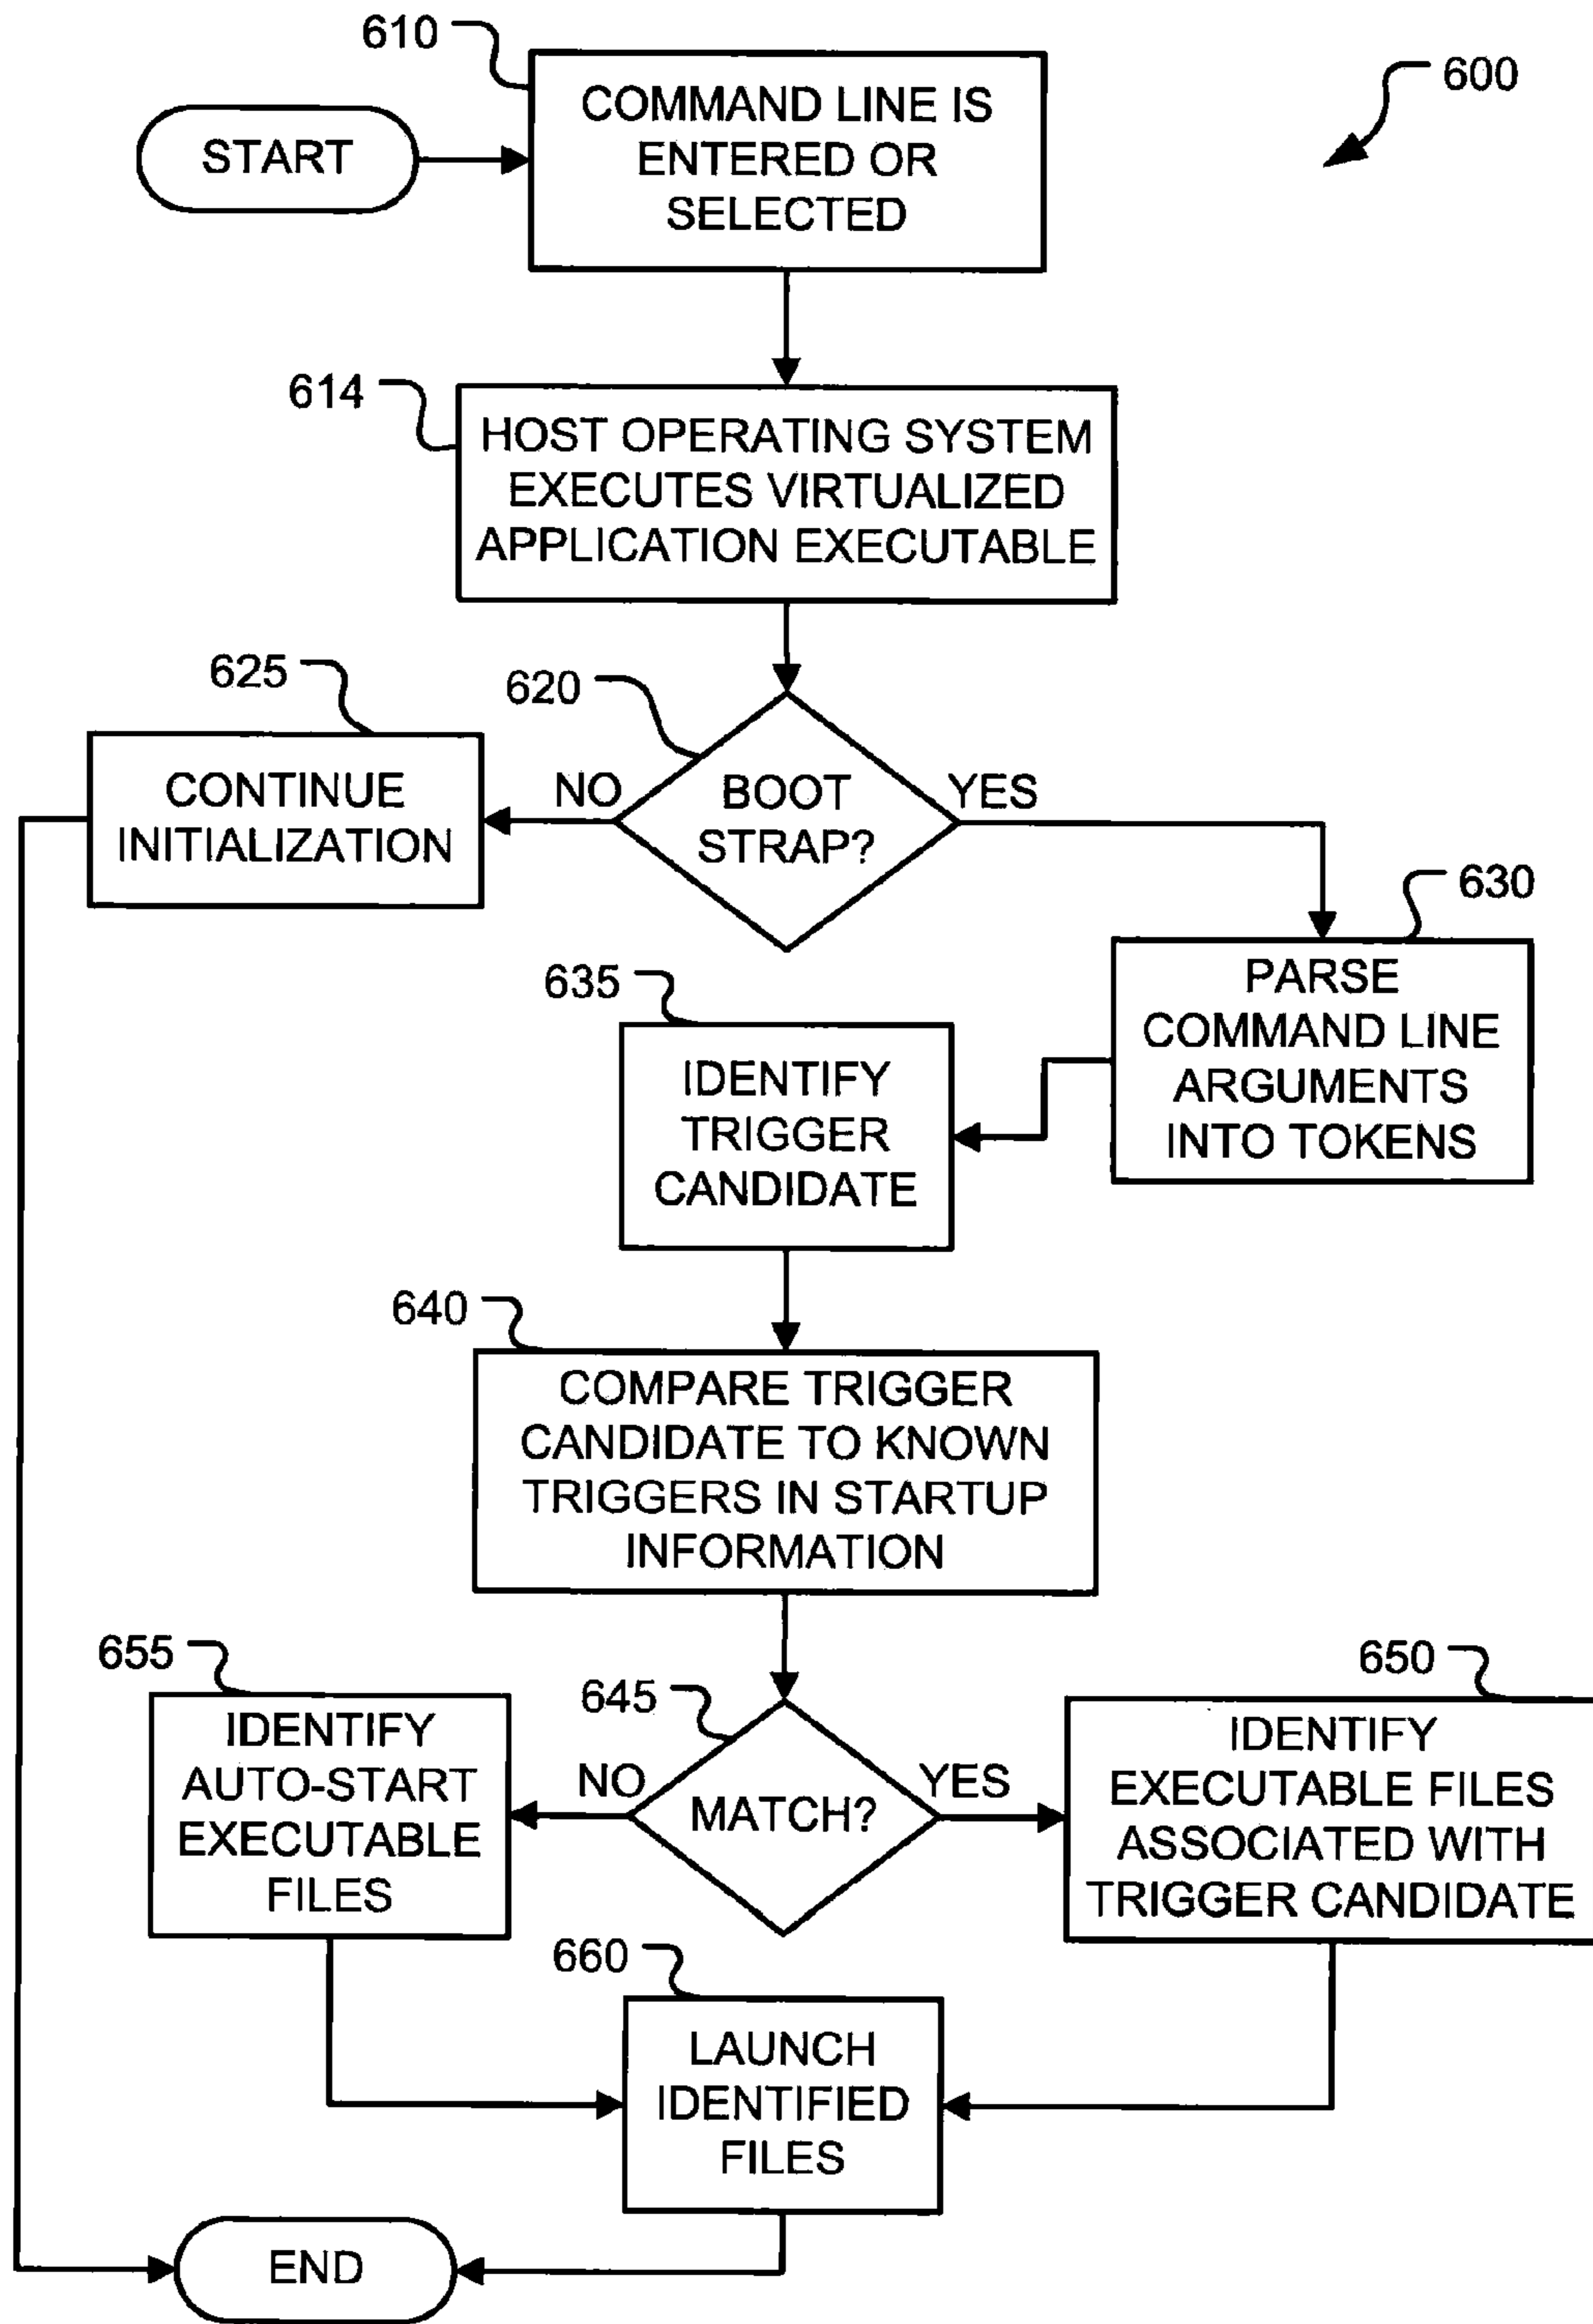 610
600
START
COMMAND LINE IS
ENTERED OR
SELECTED
614
HOST OPERATING SYSTEM
EXECUTES VIRTUALIZED
APPLICATION EXECUTABLE
625
620
CONTINUE
INITIALIZATION
NO
BOOT
STRAP?
YES
630
PARSE
COMMAND LINE
ARGUMENTS
INTO TOKENS
635
IDENTIFY
TRIGGER
CANDIDATE
640
COMPARE TRIGGER
CANDIDATE TO KNOWN
TRIGGERS IN STARTUP
INFORMATION
655
645
650
IDENTIFY
AUTO-START
EXECUTABLE
FILES
NO
MATCH?
YES
IDENTIFY
EXECUTABLE FILES
ASSOCIATED WITH
TRIGGER CANDIDATE
660
LAUNCH
IDENTIFIED
FILES
END